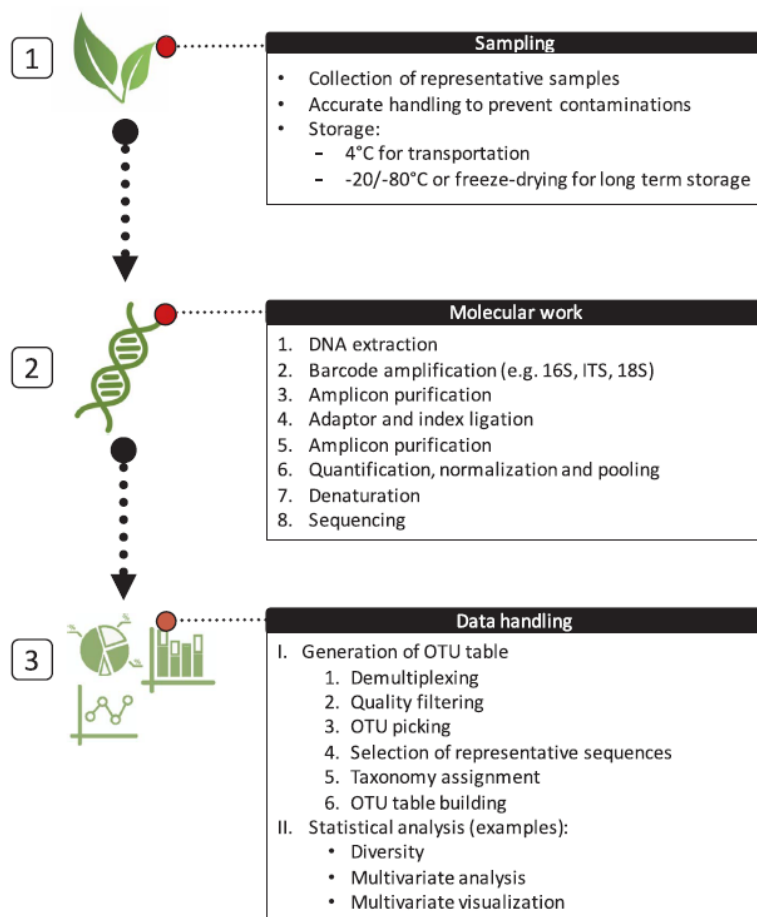 1
Sampling
• Collection of representative samples
• Accurate handling to prevent contaminations
• Storage:
- 4°C for transportation
- -20/-80°C or freeze-drying for long term storage
2
Molecular work
1. DNA extraction
2. Barcode amplification (e.g. 16S, ITS, 18S)
3. Amplicon purification
4. Adaptor and index ligation
5. Amplicon purification
6. Quantification, normalization and pooling
7. Denaturation
8. Sequencing
3
Data handling
I. Generation of OTU table
1. Demultiplexing
2. Quality filtering
3. OTU picking
4. Selection of representative sequences
5. Taxonomy assignment
6. OTU table building
II. Statistical analysis (examples):
• Diversity
• Multivariate analysis
• Multivariate visualization